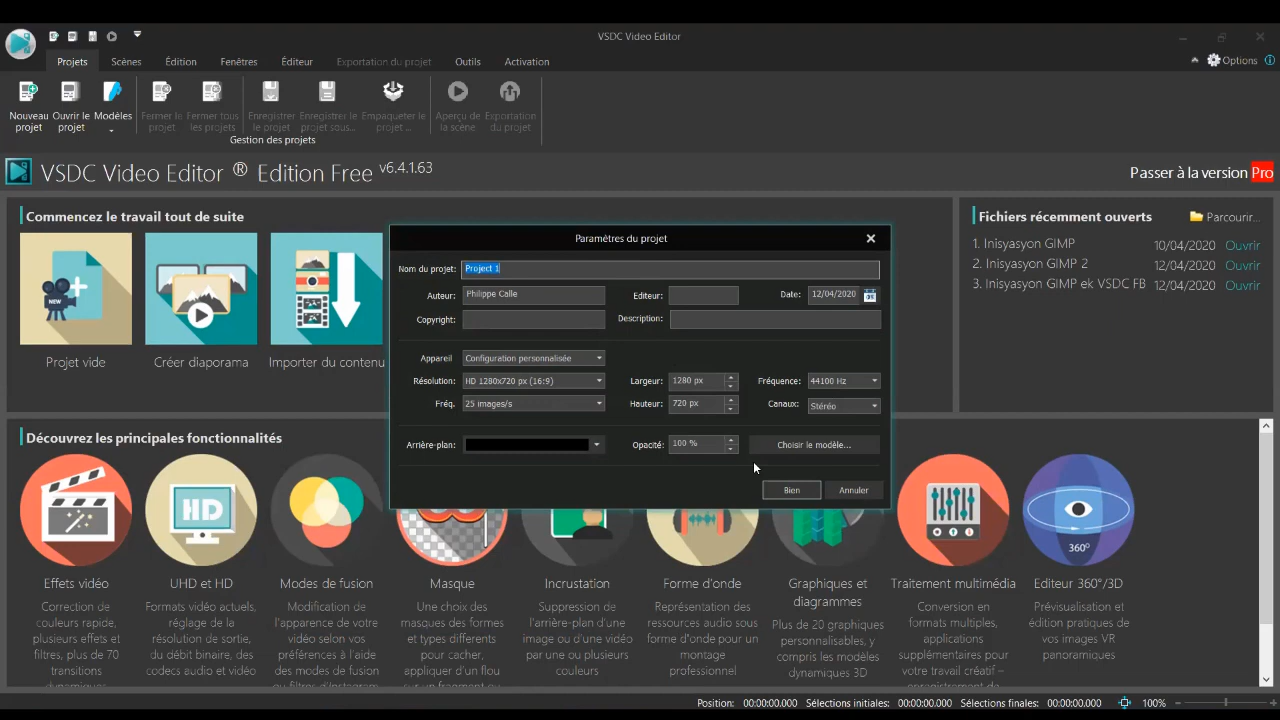 VSDC Video Editor
Projets Scènes Édition Fenêtres Éditeur Exportation du projet Outils Activation Options
Nouveau projet
Ouvrir le projet
Modèles
Fermer le projet
Fermer tous les projets
Enregistrer le projet
Enregistrer le projet sous...
Empaqueter le projet ...
Aperçu de la scène
Exportation du projet
Gestion des projets
VSDC Video Editor ® Edition Free v6.4.1.63
Passer à la version Pro
Commencez le travail tout de suite
Projet vide
Créer diaporama
Importer du contenu
NEW
Fichiers récemment ouverts
Parcourir...
1. Inisyasyon GIMP 10/04/2020 Ouvrir
2. Inisyasyon GIMP 2 12/04/2020 Ouvrir
3. Inisyasyon GIMP ek VSDC FB 12/04/2020 Ouvrir
Paramètres du projet
Nom du projet: Project 1
Auteur: Philippe Calle Editeur: Date: 12/04/2020
Copyright: Description:
Appareil Configuration personnalisée
Résolution: HD 1280x720 px (16:9) Largeur: 1280 px Fréquence: 44100 Hz
Fréq. 25 images/s Hauteur: 720 px Canaux: Stéréo
Arrière-plan: Opacité: 100 % Choisir le modèle...
Bien Annuler
Découvrez les principales fonctionnalités
HD
360°
Effets vidéo
Correction de
couleurs rapide,
plusieurs effets et
filtres, plus de 70
transitions
dynamiques
UHD et HD
Formats vidéo actuels,
réglage de la
résolution de sortie,
du débit binaire, des
codecs audio et vidéo
Modes de fusion
Modification de
l'apparence de votre
vidéo selon vos
préférences à l'aide
des modes de fusion
ou filtres d'Instagram
Masque
Une choix des
masques des formes
et types differents
pour cacher,
appliquer d'un flou
sur un fragment ou
Incrustation
Suppression de
l'arrière-plan d'une
image ou d'une vidéo
par une ou plusieurs
couleurs
Forme d'onde
Représentation des
ressources audio sous
forme d'onde pour un
montage
professionnel
Graphiques et
diagrammes
Plus de 20 graphiques
personnalisables, y
compris les modèles
dynamiques 3D
Traitement multimédia
Conversion en
formats multiples,
applications
supplémentaires pour
votre travail créatif –
enregistrement de
Editeur 360°/3D
Prévisualisation et
édition pratiques de
vos images VR
panoramiques
Position: 00:00:00.000 Sélections initiales: 00:00:00.000 Sélections finales: 00:00:00.000 100%